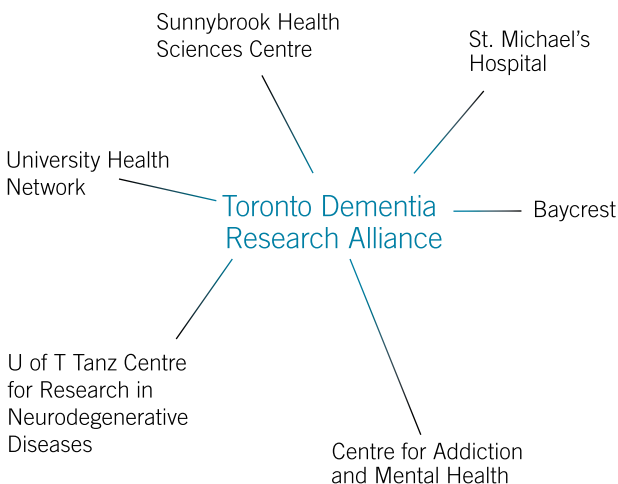 Sunnybrook Health
Sciences Centre
St. Michael's
Hospital
University Health
Network
Toronto Dementia
Research Alliance
Baycrest
U of T Tanz Centre
for Research in
Neurodegenerative
Diseases
Centre for Addiction
and Mental Health